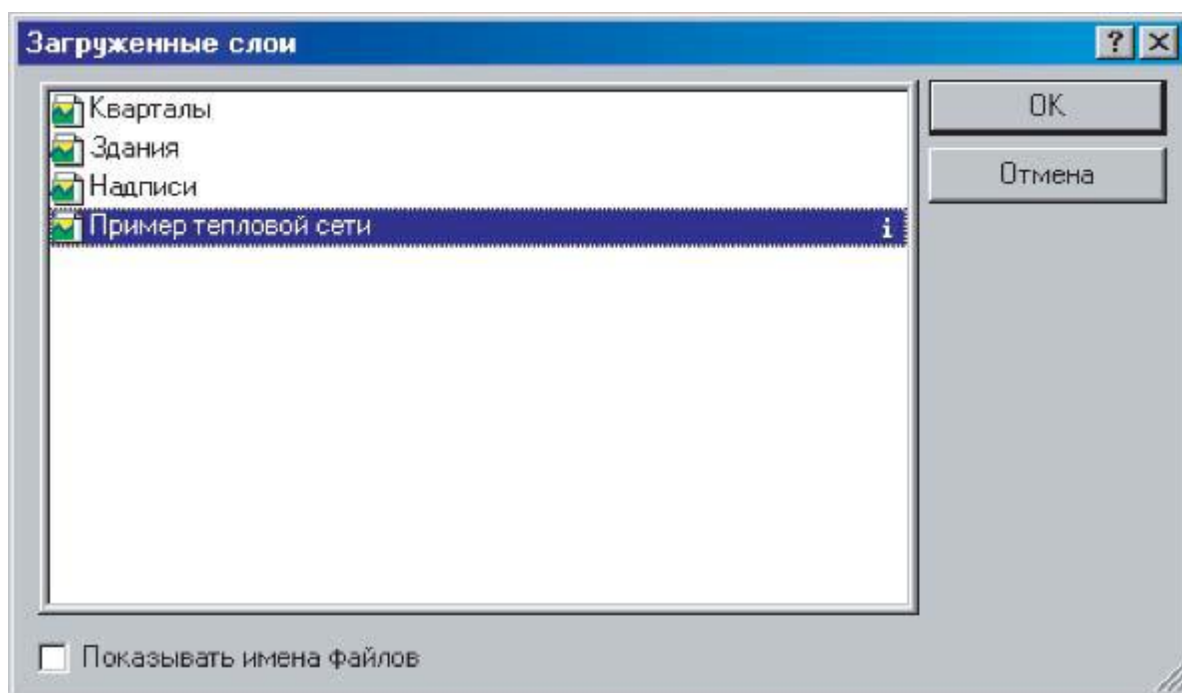 Загруженные слои
Кварталы
Здания
Надписи
Пример тепловой сети i
OK
Отмена
Показывать имена файлов